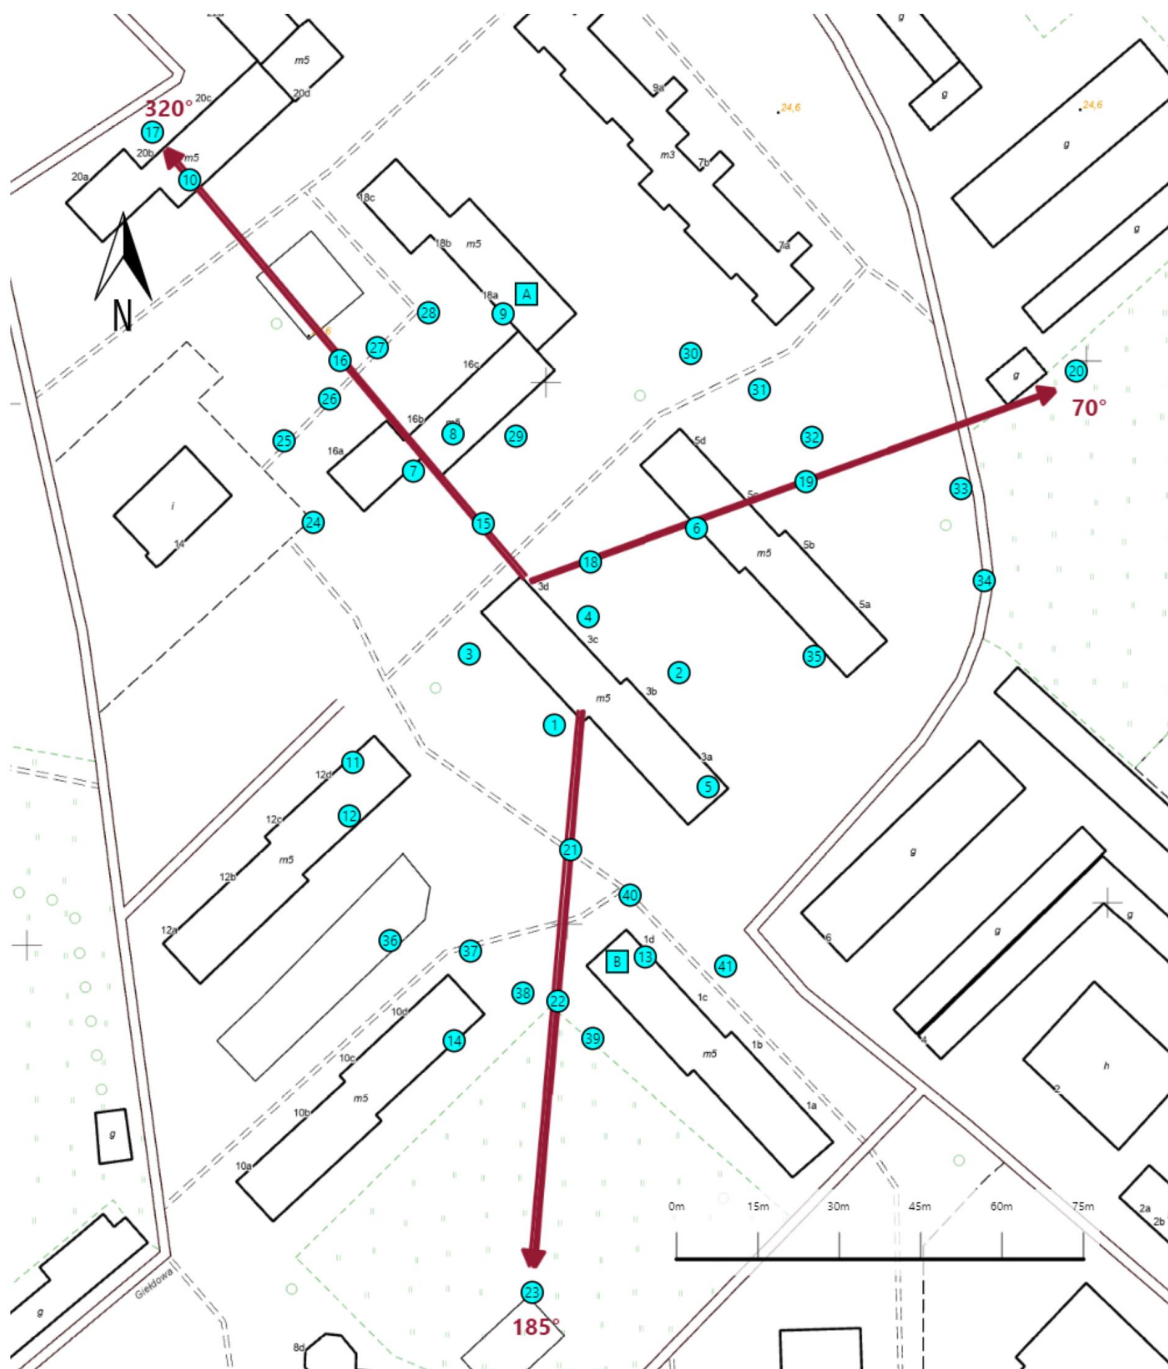 m5
g
20c
20d
320°
17
20b
m5
20a
10
9a
m3
7b
7a
24,6
g
24,6
g
g
18c
18b
m5
18a
A
9
N
28
27
16
26
25
16c
16b
8
29
16a
7
15
24
i
14
30
31
32
g
20
70°
5d
19
33
6
5b
m5
5a
34
35
18
3d
4
3c
3
2
3b
m5
1
3a
5
11
12d
12
12c
m5
12b
12a
21
40
36
37
1d
B
13
41
1c
38
22
39
m5
1b
1a
10d
14
10c
m5
10b
10a
g
6
g
g
4
h
2
2a
2b
g
Giełdowa
g
0m 15m 30m 45m 60m 75m
23
185°
8d